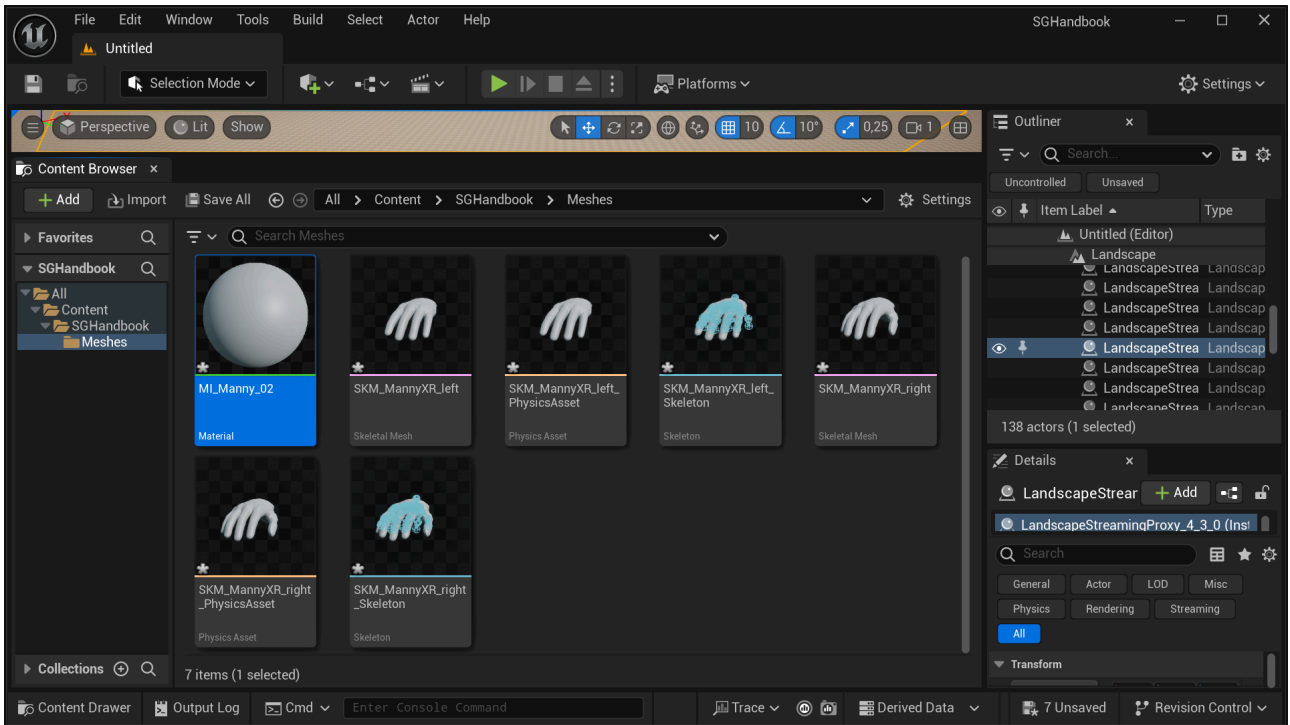 File Edit Window Tools Build Select Actor Help
SGHandbook
Untitled
Selection Mode
Platforms
Settings
Perspective Lit Show
10 10° 0,25 1
Content Browser
Add Import Save All All > Content > SGHandbook > Meshes Settings
Favorites
Search Meshes
SGHandbook
All
Content
SGHandbook
Meshes
MI_Manny_02
Material
SKM_MannyXR_left
Skeletal Mesh
SKM_MannyXR_left_
PhysicsAsset
Physics Asset
SKM_MannyXR_left_
Skeleton
Skeleton
SKM_MannyXR_right
Skeletal Mesh
SKM_MannyXR_right
_PhysicsAsset
Physics Asset
SKM_MannyXR_right
_Skeleton
Skeleton
Collections
7 items (1 selected)
Outliner
Search...
Uncontrolled Unsaved
Item Label Type
Untitled (Editor)
Landscape
LandscapeStrea Landscap
LandscapeStrea Landscap
LandscapeStrea Landscap
LandscapeStrea Landscap
LandscapeStrea Landscap
LandscapeStrea Landscap
LandscapeStrea Landscap
LandscapeStrea Landscap
138 actors (1 selected)
Details
LandscapeStrear Add
LandscapeStreamingProxy_4_3_0 (Inst
Search
General Actor LOD Misc
Physics Rendering Streaming
All
Transform
Content Drawer Output Log Cmd Enter Console Command Trace Derived Data 7 Unsaved Revision Control